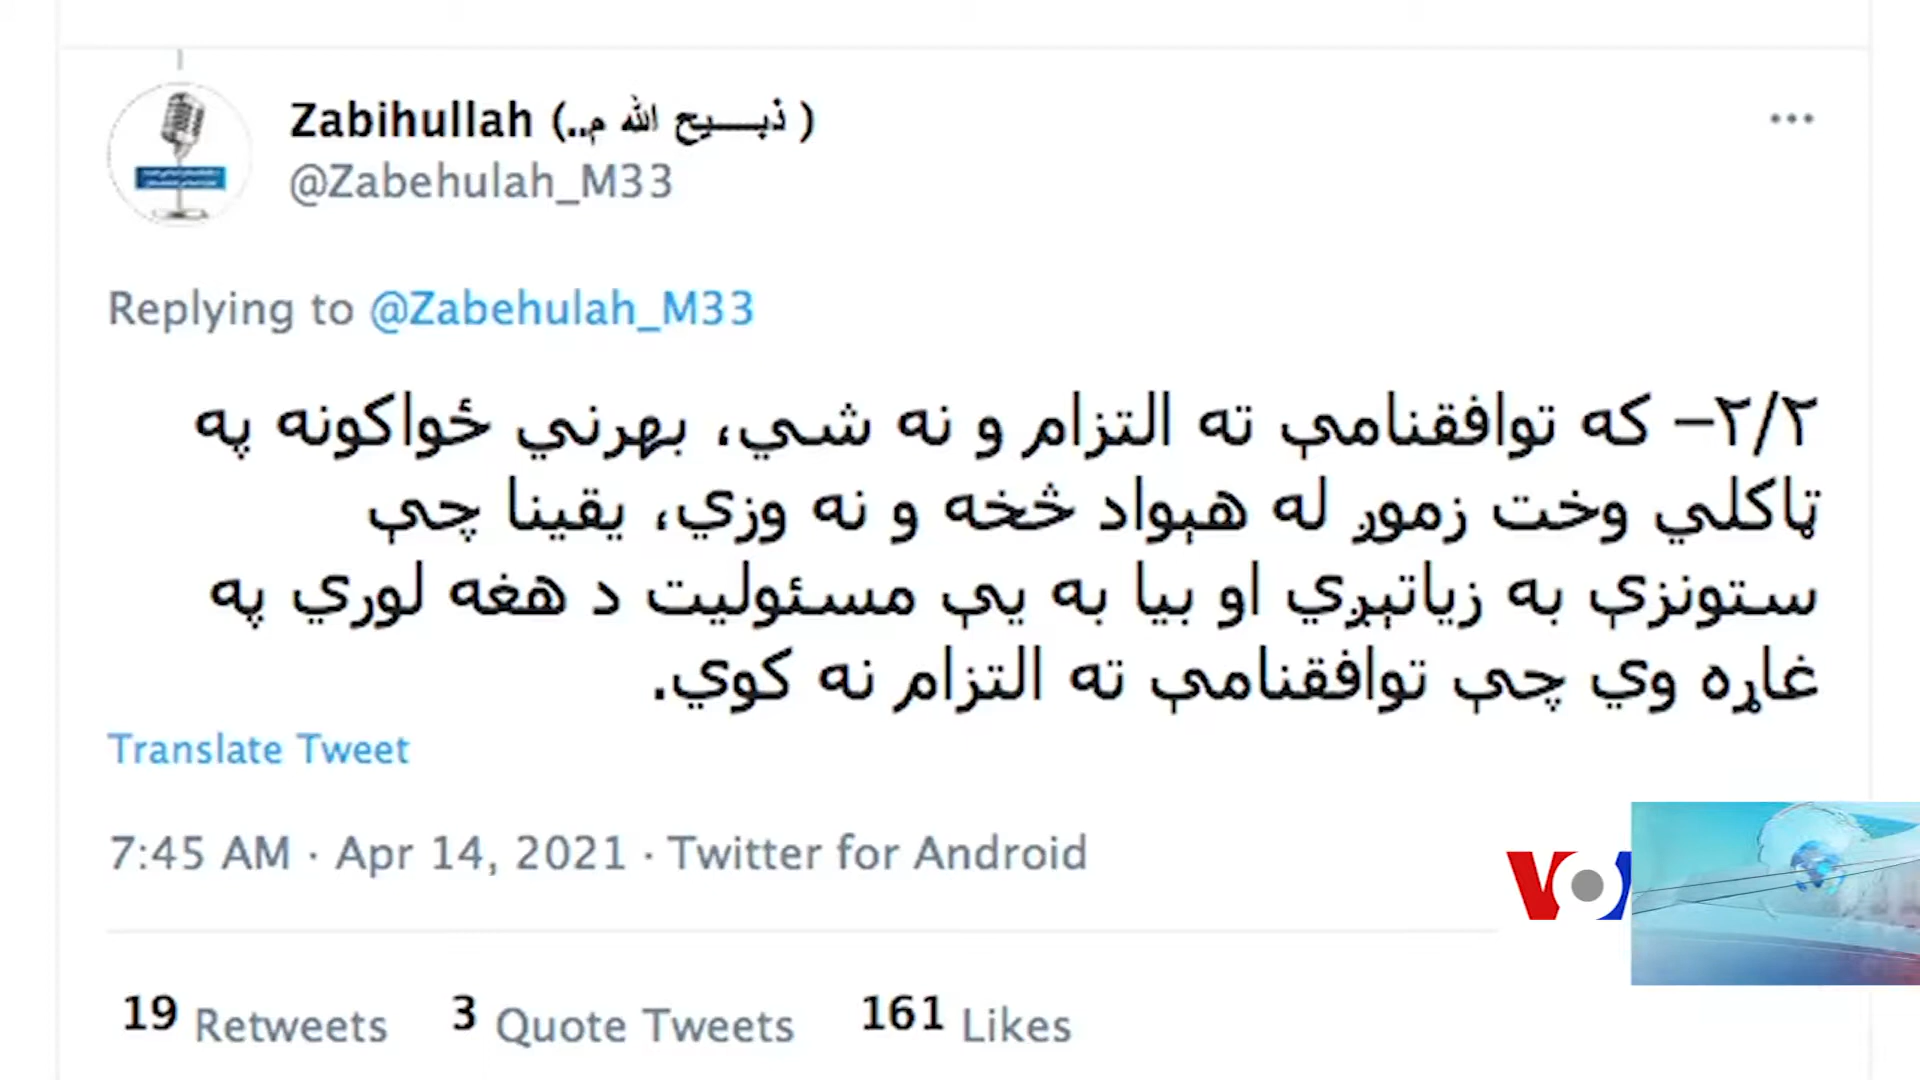 Zabihullah (ذبـــیح الله م..)
@Zabehulah_M33
Replying to @Zabehulah_M33
۲/۲– که توافقنامې ته التزام و نه شي، بهرني ځواکونه په
ټاکلي وخت زموږ له هېواد څخه و نه وزي، یقینا چې
ستونزې به زیاتېږي او بیا به یې مسئولیت د هغه لوري په
غاړه وي چې توافقنامې ته التزام نه کوي.
Translate Tweet
7:45 AM · Apr 14, 2021 · Twitter for Android
19 Retweets 3 Quote Tweets 161 Likes